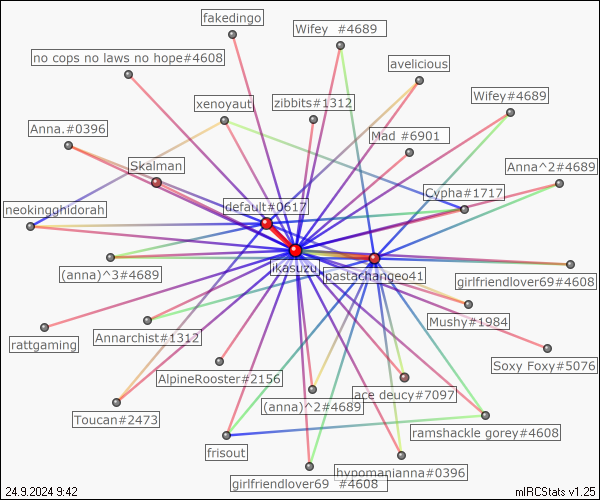 fakedingo
Wifey  #4689
no cops no laws no hope#4608
avelicious
xenoyaut
zibbits#1312
Wifey#4689
Anna.#0396
Mad #6901
Skalman
Anna^2#4689
Cypha#1717
neokingghidorah
default#0617
ikasuzu
pastachangeo41
(anna)^3#4689
girlfriendlover69#4608
Mushy#1984
Annarchist#1312
rattgaming
Soxy Foxy#5076
AlpineRooster#2156
ace deucy#7097
(anna)^2#4689
Toucan#2473
ramshackle gorey#4608
frisout
hypomanianna#0396
girlfriendlover69  #4608
24.9.2024 9:42
mIRCStats v1.25